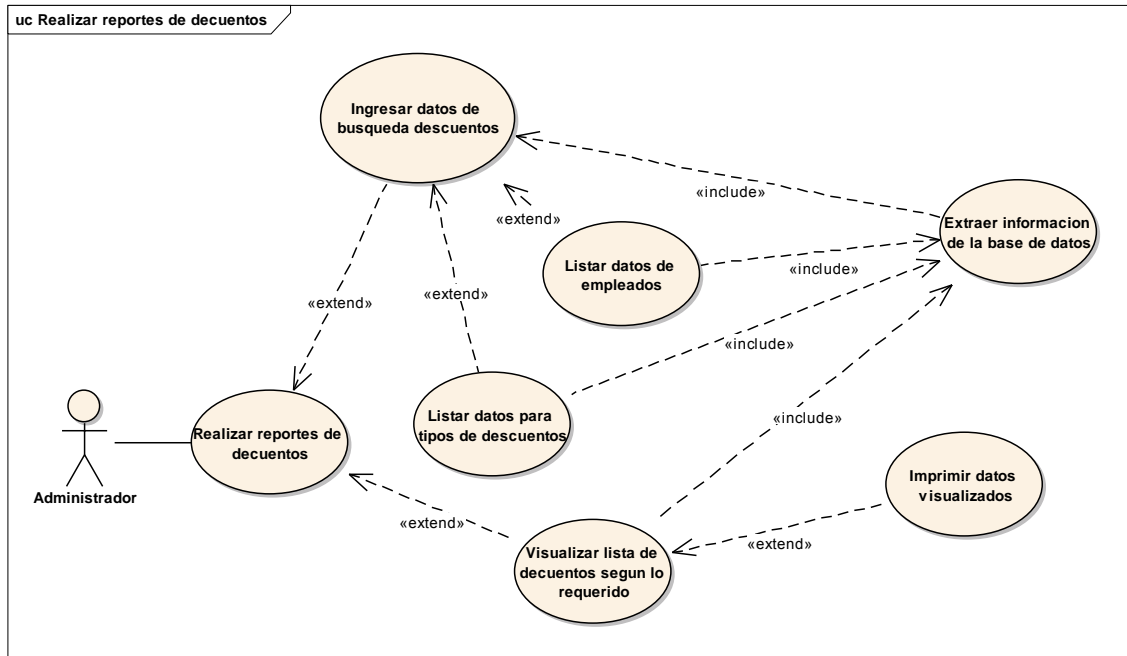 uc Realizar reportes de decuentos
Ingresar datos de
busqueda descuentos
«include»
«extend»
Extraer informacion
de la base de datos
Listar datos de
empleados
«include»
«extend»
«extend»
«include»
Listar datos para
tipos de descuentos
Realizar reportes de
decuentos
«include»
Administrador
Imprimir datos
visualizados
«extend»
«extend»
Visualizar lista de
decuentos segun lo
requerido